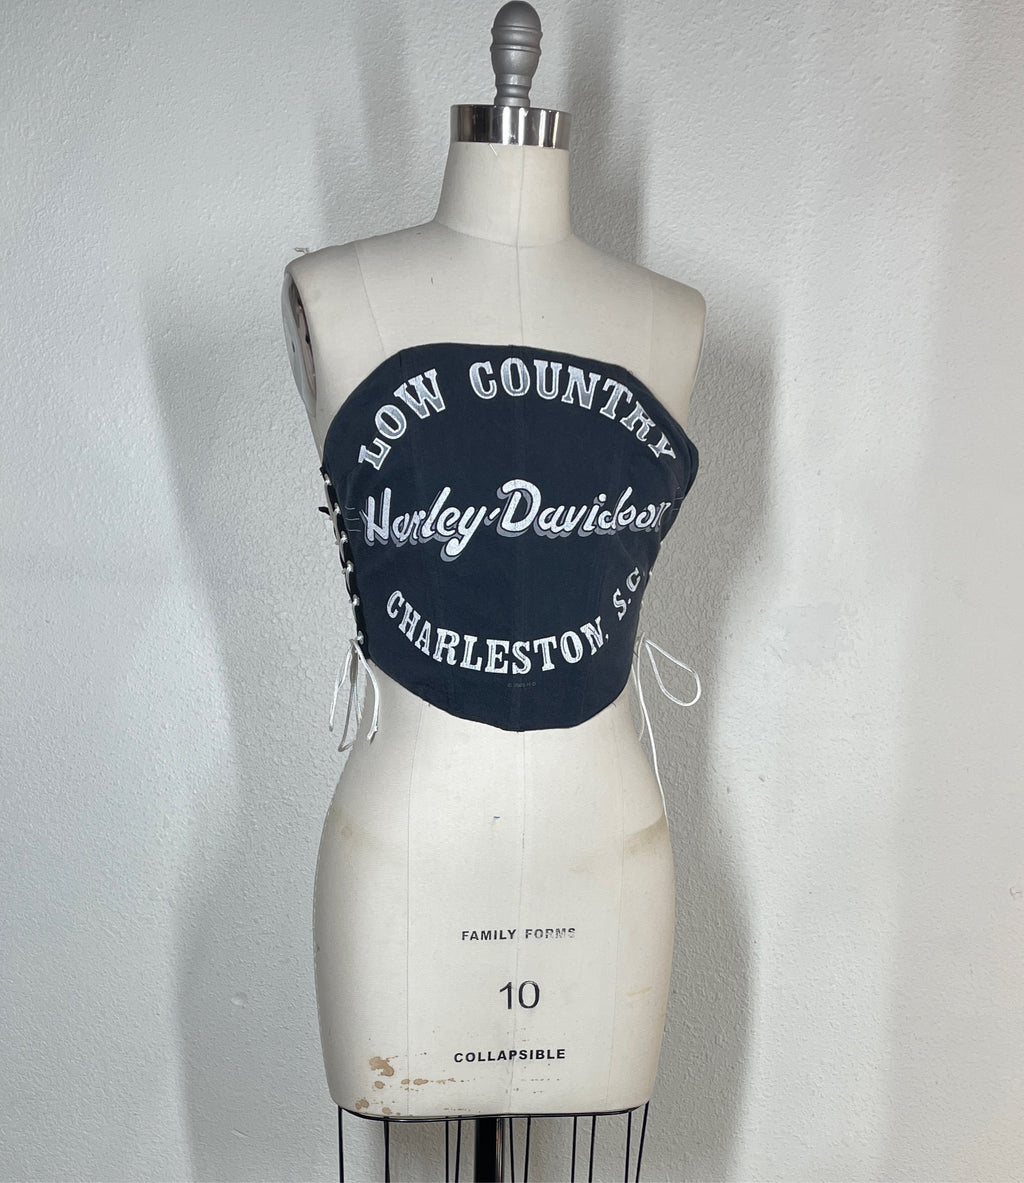 LOW COUNTRY
Harley-Davidson
CHARLESTON, S.C.
FAMILY FORMS
10
COLLAPSIBLE